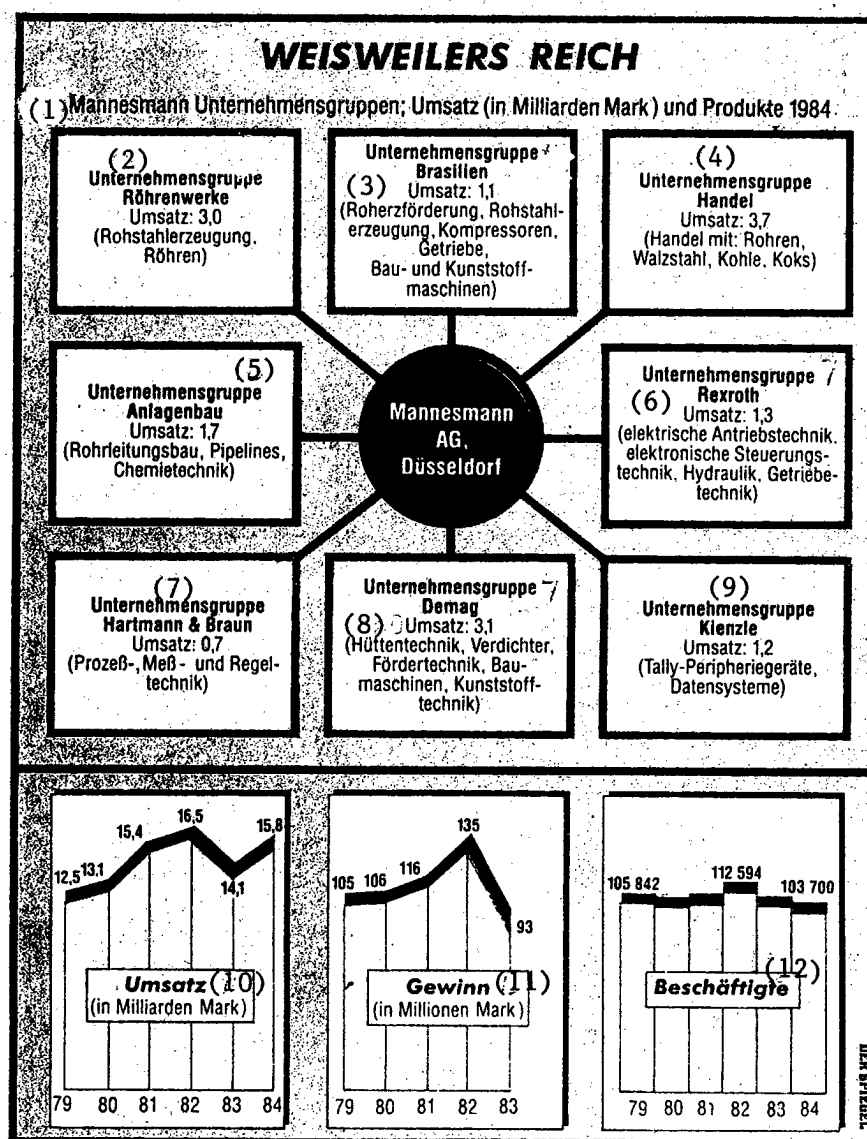 WEISWEILERS REICH
(1) Mannesmann Unternehmensgruppen; Umsatz (in Milliarden Mark) und Produkte 1984
(2)
Unternehmensgruppe
Röhrenwerke
Umsatz: 3,0
(Rohstahlerzeugung,
Röhren)
Unternehmensgruppe
Brasilien
(3) Umsatz: 1,1
(Roherzförderung, Rohstahl-
erzeugung, Kompressoren,
Getriebe,
Bau- und Kunststoff-
maschinen)
(4)
Unternehmensgruppe
Handel
Umsatz: 3,7
(Handel mit: Rohren,
Walzstahl, Kohle, Koks)
(5)
Unternehmensgruppe
Anlagenbau
Umsatz: 1,7
(Rohrleitungsbau, Pipelines,
Chemietechnik)
Mannesmann
AG,
Düsseldorf
Unternehmensgruppe
Rexroth
(6) Umsatz: 1,3
(elektrische Antriebstechnik,
elektronische Steuerungs-
technik, Hydraulik, Getriebe-
technik)
(7)
Unternehmensgruppe
Hartmann & Braun
Umsatz: 0,7
(Prozeß-, Meß- und Regel-
technik)
Unternehmensgruppe
Demag
(8) Umsatz: 3,1
(Hüttentechnik, Verdichter,
Fördertechnik, Bau-
maschinen, Kunststoff-
technik)
(9)
Unternehmensgruppe
Kienzle
Umsatz: 1,2
(Tally-Peripheriegeräte,
Datensysteme)
12,5 13,1 15,4 16,5 14,1 15,8
Umsatz (10)
(in Milliarden Mark)
79 80 81 82 83 84
105 106 116 135 93
Gewinn (11)
(in Millionen Mark)
79 80 81 82 83
105 842 112 594 103 700
Beschäftigte (12)
79 80 81 82 83 84